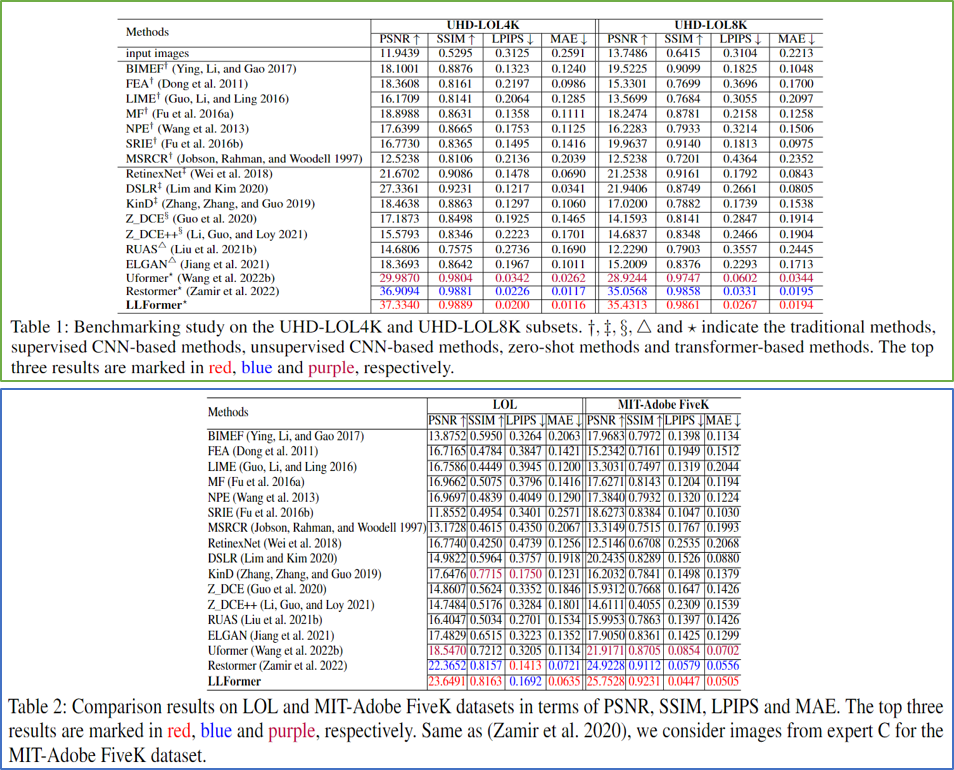 Methods UHD-LOL4K UHD-LOL8K
PSNR ↑ SSIM ↑ LPIPS ↓ MAE ↓ PSNR ↑ SSIM ↑ LPIPS ↓ MAE ↓
input images 11.9439 0.5295 0.3125 0.2591 13.7486 0.6415 0.3104 0.2213
BIMEF† (Ying, Li, and Gao 2017) 18.1001 0.8876 0.1323 0.1240 19.5225 0.9099 0.1825 0.1048
FEA† (Dong et al. 2011) 18.3608 0.8161 0.2197 0.0986 15.3301 0.7699 0.3696 0.1700
LIME† (Guo, Li, and Ling 2016) 16.1709 0.8141 0.2064 0.1285 13.5699 0.7684 0.3055 0.2097
MF† (Fu et al. 2016a) 18.8988 0.8631 0.1358 0.1111 18.2474 0.8781 0.2158 0.1258
NPE† (Wang et al. 2013) 17.6399 0.8665 0.1753 0.1125 16.2283 0.7933 0.3214 0.1506
SRIE† (Fu et al. 2016b) 16.7730 0.8365 0.1495 0.1416 19.9637 0.9140 0.1813 0.0975
MSRCR† (Jobson, Rahman, and Woodell 1997) 12.5238 0.8106 0.2136 0.2039 12.5238 0.7201 0.4364 0.2352
RetinexNet‡ (Wei et al. 2018) 21.6702 0.9086 0.1478 0.0690 21.2538 0.9161 0.1792 0.0843
DSLR‡ (Lim and Kim 2020) 27.3361 0.9231 0.1217 0.0341 21.9406 0.8749 0.2661 0.0805
KinD‡ (Zhang, Zhang, and Guo 2019) 18.4638 0.8863 0.1297 0.1060 17.0200 0.7882 0.1739 0.1538
Z_DCE§ (Guo et al. 2020) 17.1873 0.8498 0.1925 0.1465 14.1593 0.8141 0.2847 0.1914
Z_DCE++§ (Li, Guo, and Loy 2021) 15.5793 0.8346 0.2223 0.1701 14.6837 0.8348 0.2466 0.1904
RUAS△ (Liu et al. 2021b) 14.6806 0.7575 0.2736 0.1690 12.2290 0.7903 0.3557 0.2445
ELGAN△ (Jiang et al. 2021) 18.3693 0.8642 0.1967 0.1011 15.2009 0.8376 0.2293 0.1713
Uformer⋆ (Wang et al. 2022b) 29.9870 0.9804 0.0342 0.0262 28.9244 0.9747 0.0602 0.0344
Restormer⋆ (Zamir et al. 2022) 36.9094 0.9881 0.0226 0.0117 35.0568 0.9858 0.0331 0.0195
LLFormer⋆ 37.3340 0.9889 0.0200 0.0116 35.4313 0.9861 0.0267 0.0194
Table 1: Benchmarking study on the UHD-LOL4K and UHD-LOL8K subsets. †, ‡, §, △ and ⋆ indicate the traditional methods,
supervised CNN-based methods, unsupervised CNN-based methods, zero-shot methods and transformer-based methods. The top
three results are marked in red, blue and purple, respectively.
Methods LOL MIT-Adobe FiveK
PSNR ↑ SSIM ↑ LPIPS ↓ MAE ↓ PSNR ↑ SSIM ↑ LPIPS ↓ MAE ↓
BIMEF (Ying, Li, and Gao 2017) 13.8752 0.5950 0.3264 0.2063 17.9683 0.7972 0.1398 0.1134
FEA (Dong et al. 2011) 16.7165 0.4784 0.3847 0.1421 15.2342 0.7161 0.1949 0.1512
LIME (Guo, Li, and Ling 2016) 16.7586 0.4449 0.3945 0.1200 13.3031 0.7497 0.1319 0.2044
MF (Fu et al. 2016a) 16.9662 0.5075 0.3796 0.1416 17.6271 0.8143 0.1204 0.1194
NPE (Wang et al. 2013) 16.9697 0.4839 0.4049 0.1290 17.3840 0.7932 0.1320 0.1224
SRIE (Fu et al. 2016b) 11.8552 0.4954 0.3401 0.2571 18.6273 0.8384 0.1047 0.1030
MSRCR (Jobson, Rahman, and Woodell 1997) 13.1728 0.4615 0.4350 0.2067 13.3149 0.7515 0.1767 0.1993
RetinexNet (Wei et al. 2018) 16.7740 0.4250 0.4739 0.1256 12.5146 0.6708 0.2535 0.2068
DSLR (Lim and Kim 2020) 14.9822 0.5964 0.3757 0.1918 20.2435 0.8289 0.1526 0.0880
KinD (Zhang, Zhang, and Guo 2019) 17.6476 0.7715 0.1750 0.1231 16.2032 0.7841 0.1498 0.1379
Z_DCE (Guo et al. 2020) 14.8607 0.5624 0.3352 0.1846 15.9312 0.7668 0.1647 0.1426
Z_DCE++ (Li, Guo, and Loy 2021) 14.7484 0.5176 0.3284 0.1801 14.6111 0.4055 0.2309 0.1539
RUAS (Liu et al. 2021b) 16.4047 0.5034 0.2701 0.1534 15.9953 0.7863 0.1397 0.1426
ELGAN (Jiang et al. 2021) 17.4829 0.6515 0.3223 0.1352 17.9050 0.8361 0.1425 0.1299
Uformer (Wang et al. 2022b) 18.5470 0.7212 0.3205 0.1134 21.9171 0.8705 0.0854 0.0702
Restormer (Zamir et al. 2022) 22.3652 0.8157 0.1413 0.0721 24.9228 0.9112 0.0579 0.0556
LLFormer 23.6491 0.8163 0.1692 0.0635 25.7528 0.9231 0.0447 0.0505
Table 2: Comparison results on LOL and MIT-Adobe FiveK datasets in terms of PSNR, SSIM, LPIPS and MAE. The top three
results are marked in red, blue and purple, respectively. Same as (Zamir et al. 2020), we consider images from expert C for the
MIT-Adobe FiveK dataset.